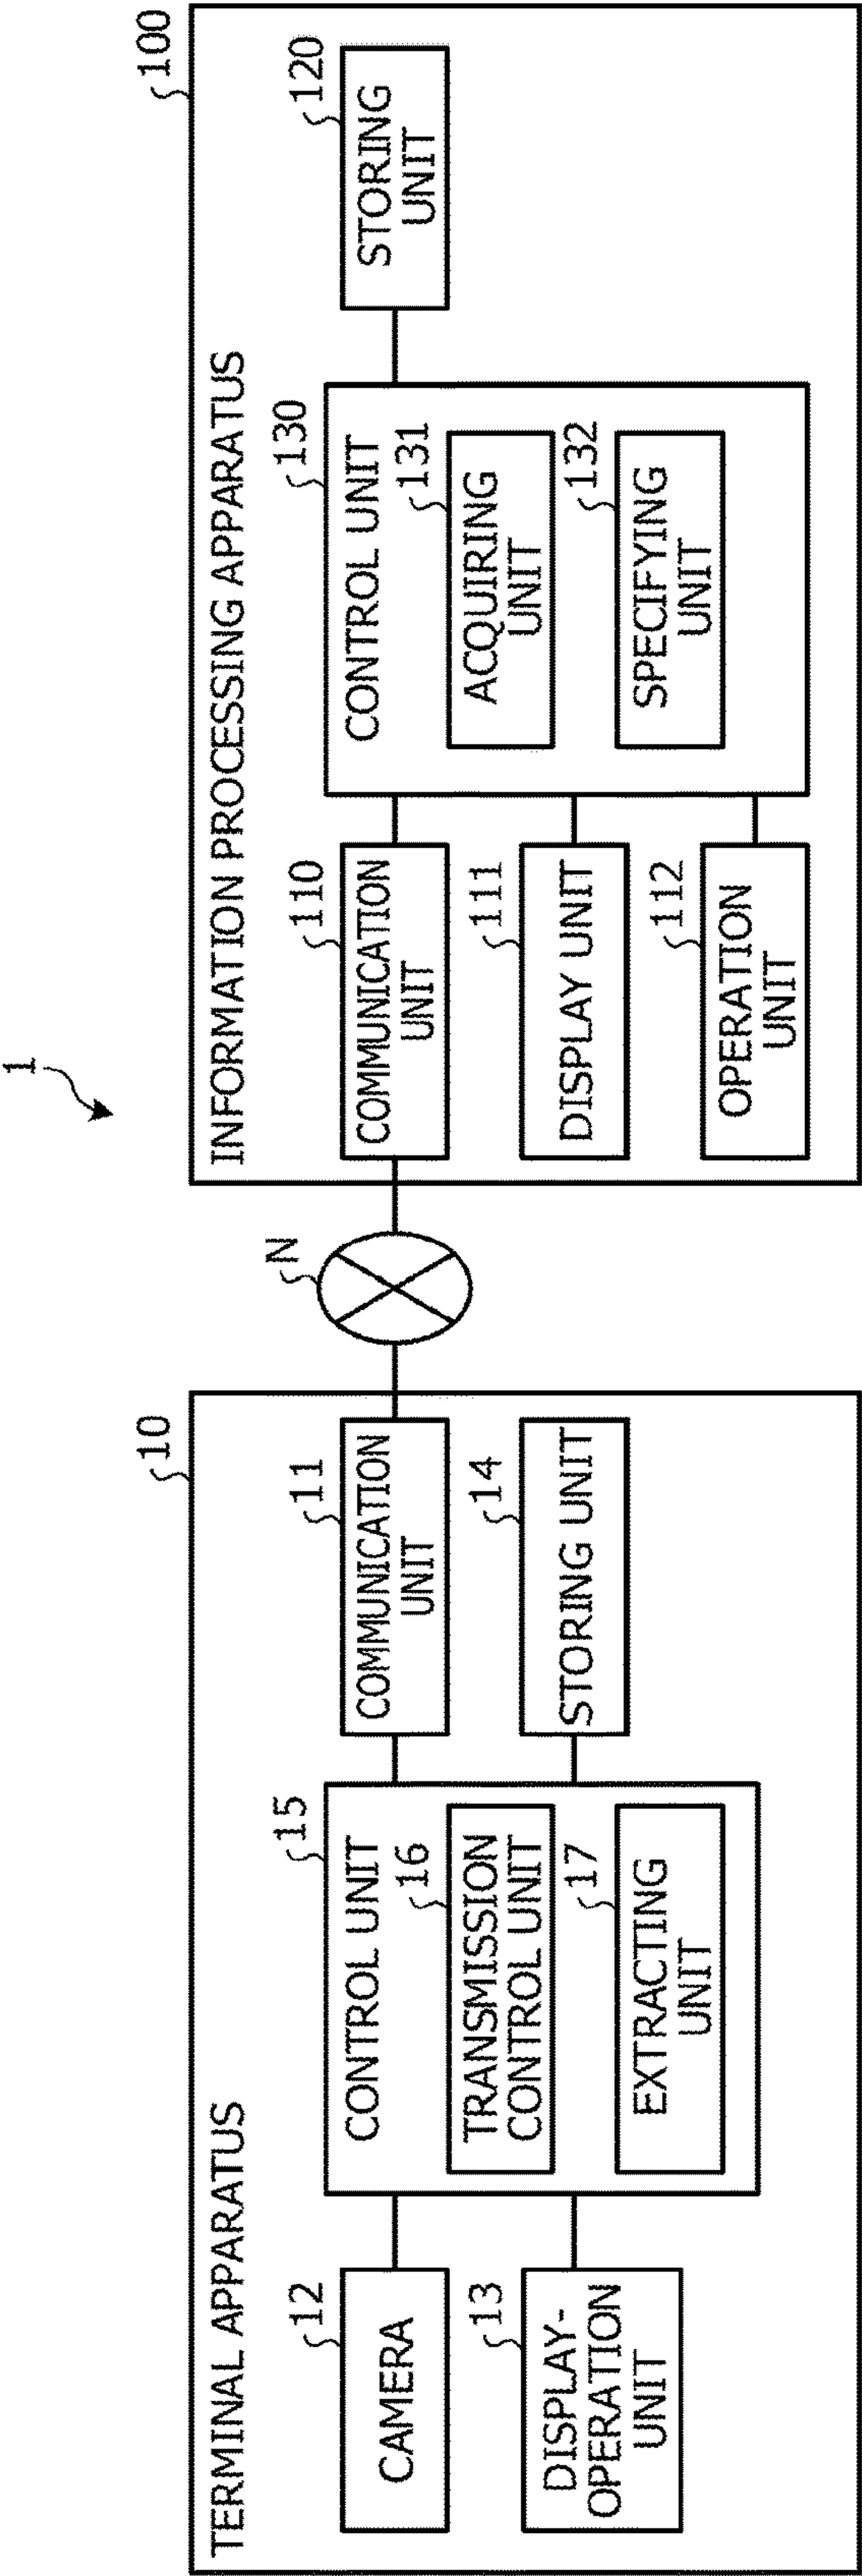 1
TERMINAL APPARATUS
10
12
CAMERA
13
DISPLAY-
OPERATION
UNIT
15
CONTROL UNIT
16
TRANSMISSION
CONTROL UNIT
17
EXTRACTING
UNIT
11
COMMUNICATION
UNIT
14
STORING UNIT
N
INFORMATION PROCESSING APPARATUS
100
110
COMMUNICATION
UNIT
111
DISPLAY UNIT
112
OPERATION
UNIT
130
CONTROL UNIT
131
ACQUIRING
UNIT
132
SPECIFYING
UNIT
120
STORING
UNIT